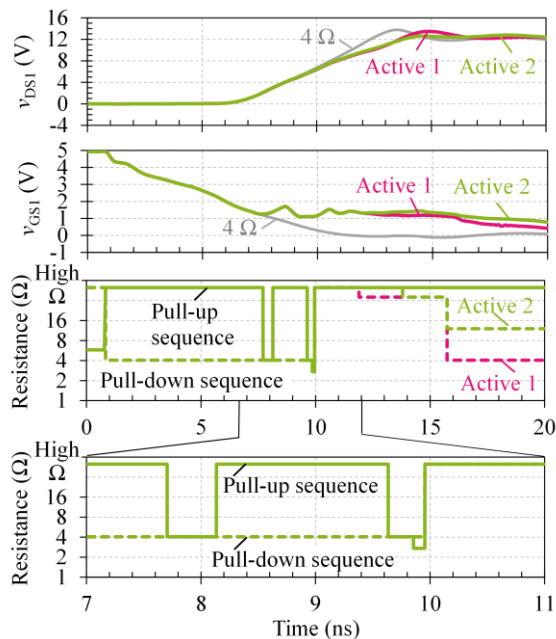 16
12
8
4
0
-4
v_DS1 (V)
4 Ω
Active 1
Active 2
5
4
3
2
1
0
-1
v_GS1 (V)
4 Ω
Active 1
Active 2
High
Ω
16
8
4
2
1
Resistance (Ω)
Pull-up
sequence
Pull-down sequence
Active 2
Active 1
0 5 10 15 20
High
Ω
16
8
4
2
1
Resistance (Ω)
Pull-up sequence
Pull-down sequence
7 8 9 10 11
Time (ns)